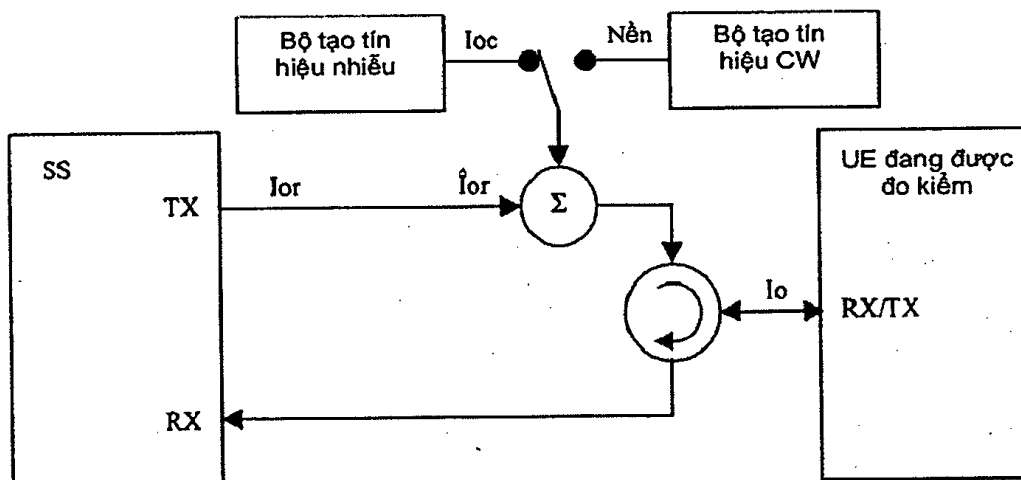 Bộ tạo tín
hiệu nhiễu
Ioc
Nền
Bộ tạo tín
hiệu CW
SS
TX
Ior
Îor
Σ
UE đang được
đo kiểm
Io
RX/TX
RX